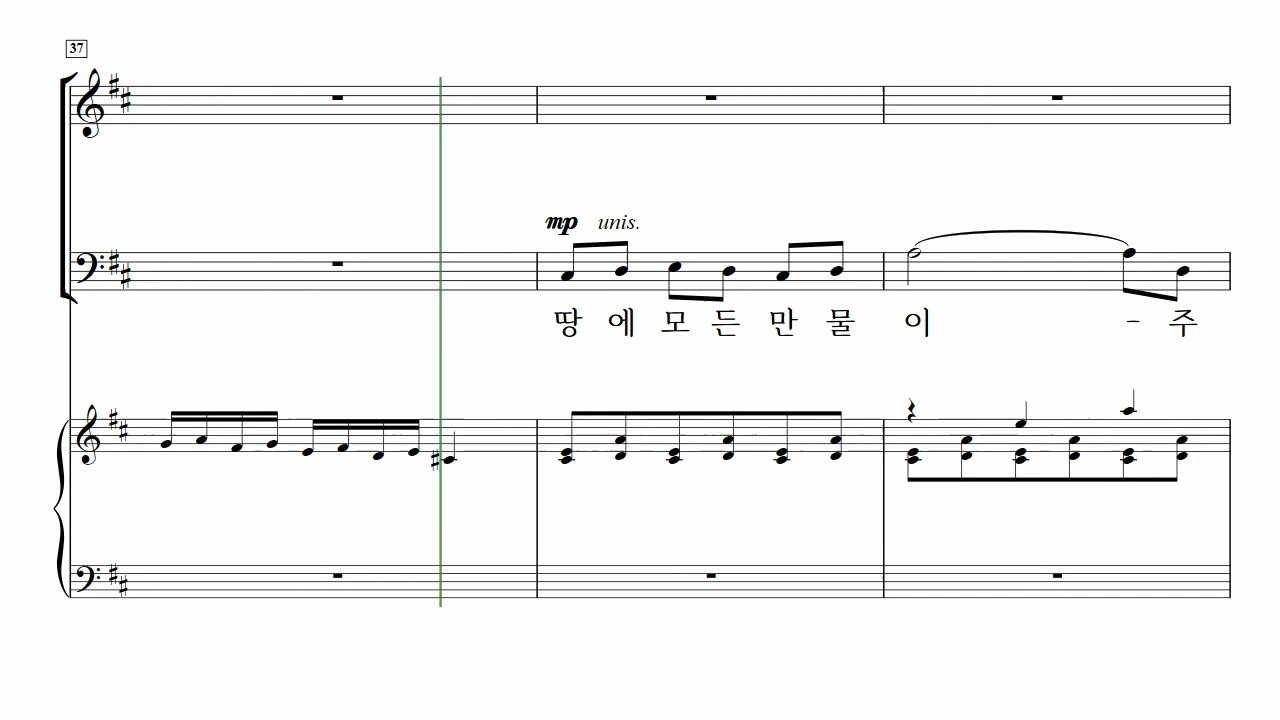 37
mp unis.
땅 에 모 든 만 물 이 - 주